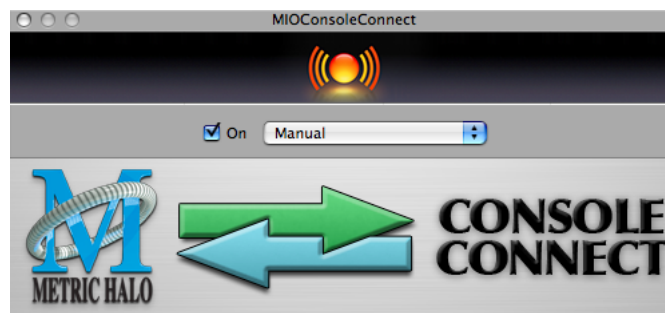 MIOConsoleConnect
On Manual
CONSOLE
CONNECT
METRIC HALO